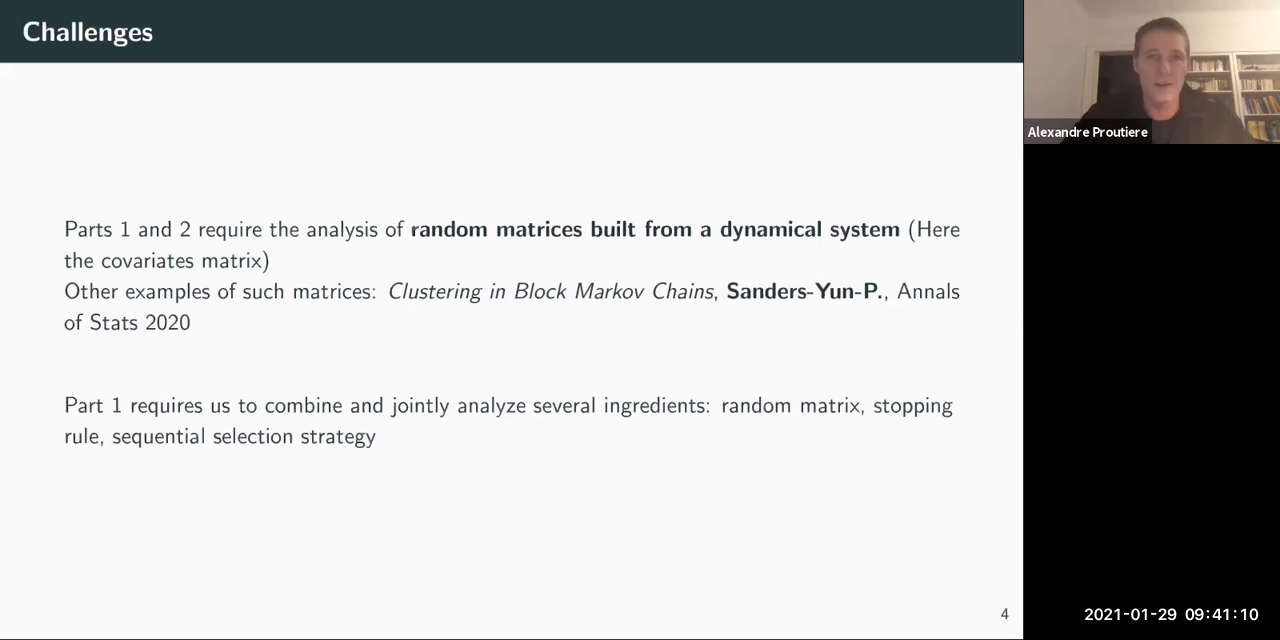 Challenges
Parts 1 and 2 require the analysis of random matrices built from a dynamical system (Here
the covariates matrix)
Other examples of such matrices: Clustering in Block Markov Chains, Sanders-Yun-P., Annals
of Stats 2020
Part 1 requires us to combine and jointly analyze several ingredients: random matrix, stopping
rule, sequential selection strategy
4
Alexandre Proutiere
2021-01-29 09:41:10